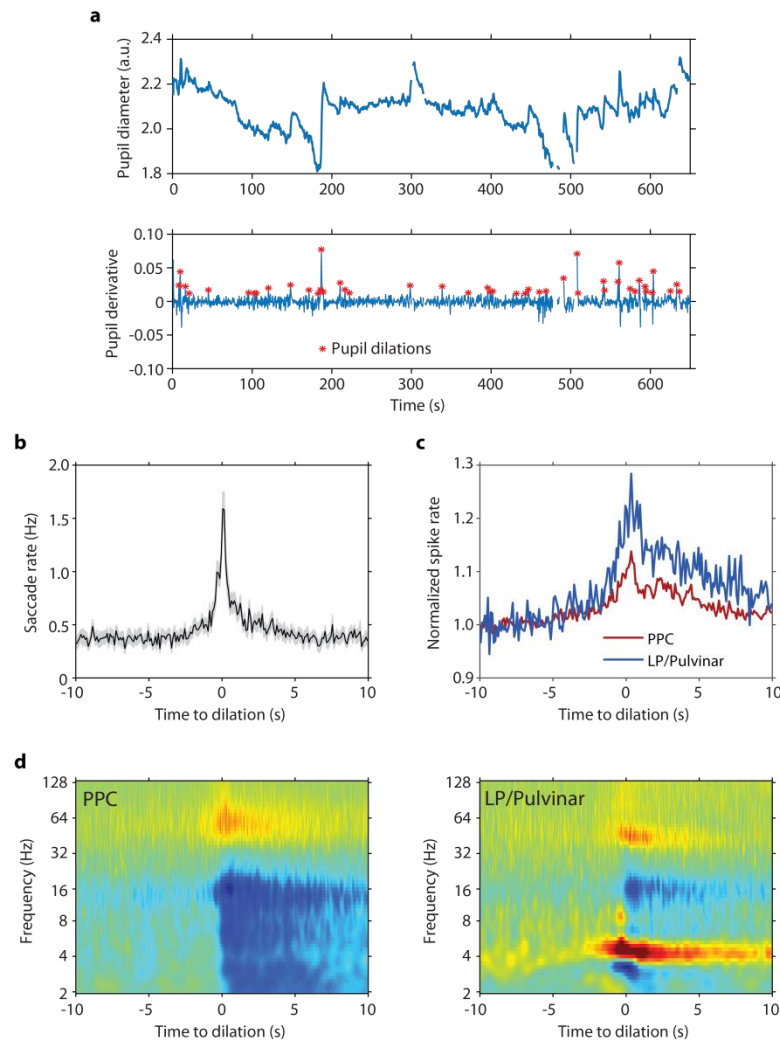 a
Pupil diameter (a.u.)
2.4
2.2
2.0
1.8
0 100 200 300 400 500 600
Pupil derivative
0.10
0.05
0
-0.05
-0.10
* Pupil dilations
0 100 200 300 400 500 600
Time (s)
b
Saccade rate (Hz)
2.0
1.5
1.0
0.5
0
-10 -5 0 5 10
Time to dilation (s)
c
Normalized spike rate
1.3
1.2
1.1
1.0
0.9
PPC
LP/Pulvinar
-10 -5 0 5 10
Time to dilation (s)
d
PPC
Frequency (Hz)
128
64
32
16
8
4
2
-10 -5 0 5 10
Time to dilation (s)
LP/Pulvinar
Frequency (Hz)
128
64
32
16
8
4
2
-10 -5 0 5 10
Time to dilation (s)